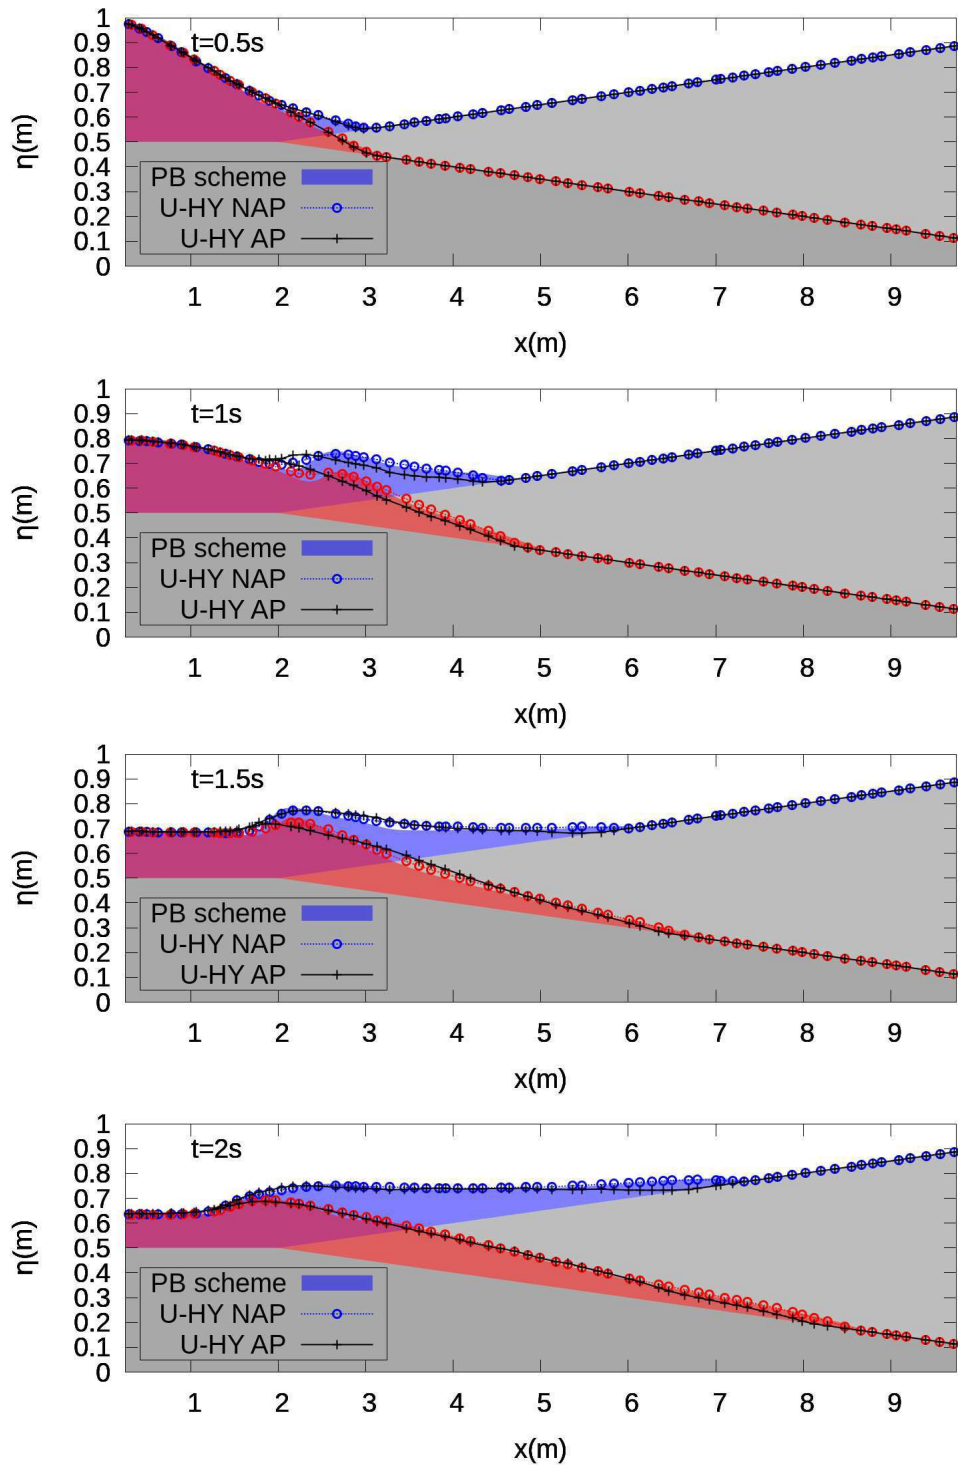 1
0.9
0.8
0.7
0.6
0.5
0.4
0.3
0.2
0.1
0
η(m)
t=0.5s
PB scheme
U-HY NAP
U-HY AP
1 2 3 4 5 6 7 8 9
x(m)
1
0.9
0.8
0.7
0.6
0.5
0.4
0.3
0.2
0.1
0
η(m)
t=1s
PB scheme
U-HY NAP
U-HY AP
1 2 3 4 5 6 7 8 9
x(m)
1
0.9
0.8
0.7
0.6
0.5
0.4
0.3
0.2
0.1
0
η(m)
t=1.5s
PB scheme
U-HY NAP
U-HY AP
1 2 3 4 5 6 7 8 9
x(m)
1
0.9
0.8
0.7
0.6
0.5
0.4
0.3
0.2
0.1
0
η(m)
t=2s
PB scheme
U-HY NAP
U-HY AP
1 2 3 4 5 6 7 8 9
x(m)